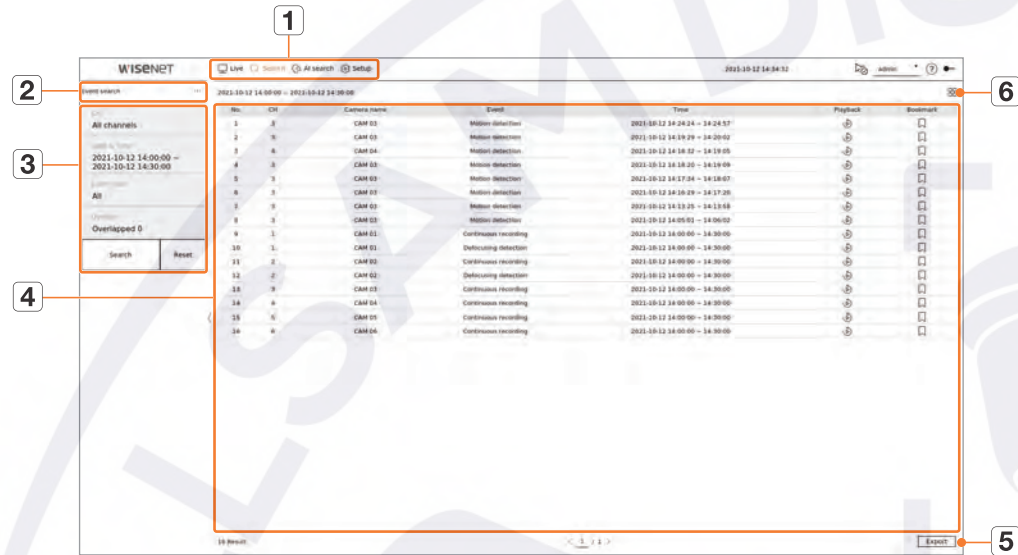 1
WISENET Live Search AI search Setup 2021-10-12 14:34:32 admin ?
2 Event search ... 2021-10-12 14:00:00 ~ 2021-10-12 14:30:00 6
No. CH Camera name Event Time Playback Bookmark
1 3 CAM 03 Motion detection 2021-10-12 14:24:24 ~ 14:24:57
2 3 CAM 03 Motion detection 2021-10-12 14:19:29 ~ 14:20:02
3 4 CAM 04 Motion detection 2021-10-12 14:18:32 ~ 14:19:05
4 3 CAM 03 Motion detection 2021-10-12 14:18:20 ~ 14:19:09
5 3 CAM 03 Motion detection 2021-10-12 14:17:34 ~ 14:18:07
6 3 CAM 03 Motion detection 2021-10-12 14:16:29 ~ 14:17:20
7 3 CAM 03 Motion detection 2021-10-12 14:13:25 ~ 14:13:58
8 3 CAM 03 Motion detection 2021-10-12 14:05:01 ~ 14:06:02
9 1 CAM 01 Continuous recording 2021-10-12 14:00:00 ~ 14:30:00
10 1 CAM 01 Defocusing detection 2021-10-12 14:00:00 ~ 14:30:00
11 2 CAM 02 Continuous recording 2021-10-12 14:00:00 ~ 14:30:00
12 2 CAM 02 Defocusing detection 2021-10-12 14:00:00 ~ 14:30:00
13 3 CAM 03 Continuous recording 2021-10-12 14:00:00 ~ 14:30:00
14 4 CAM 04 Continuous recording 2021-10-12 14:00:00 ~ 14:30:00
15 5 CAM 05 Continuous recording 2021-10-12 14:00:00 ~ 14:30:00
16 6 CAM 06 Continuous recording 2021-10-12 14:00:00 ~ 14:30:00
3
CH
All channels
Date & Time
2021-10-12 14:00:00 ~
2021-10-12 14:30:00
All
Overlap
Overlapped 0
Search Reset
4
16 Result < 1 / 1 > Export 5
SAM